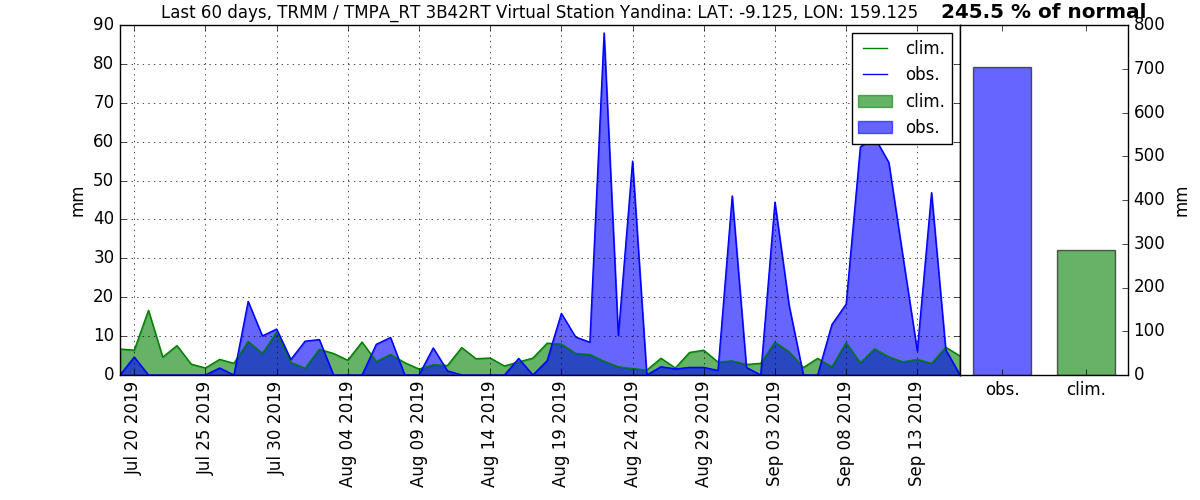 Last 60 days, TRMM / TMPA_RT 3B42RT Virtual Station Yandina: LAT: -9.125, LON: 159.125
245.5 % of normal
90
80
70
60
50
40
30
20
10
0
mm
clim.
obs.
clim.
obs.
800
700
600
500
400
300
200
100
0
mm
Jul 20 2019
Jul 25 2019
Jul 30 2019
Aug 04 2019
Aug 09 2019
Aug 14 2019
Aug 19 2019
Aug 24 2019
Aug 29 2019
Sep 03 2019
Sep 08 2019
Sep 13 2019
obs.
clim.